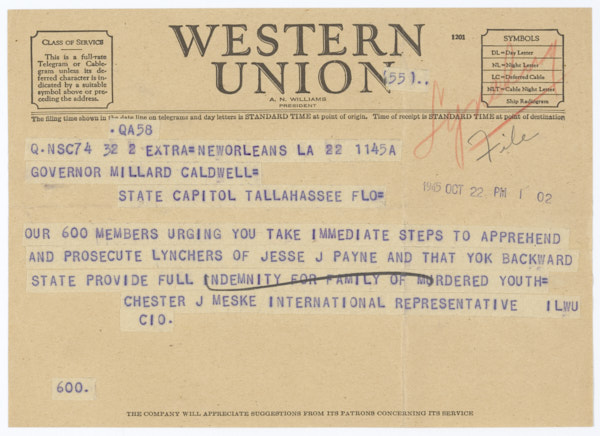 CLASS OF SERVICE
This is a full-rate
Telegram or Cable-
gram unless its de-
ferred character is
indicated by a suitable
symbol above or pre-
ceding the address.
WESTERN
UNION
A. N. WILLIAMS
PRESIDENT
(55)..
1201
SYMBOLS
DL=Day Letter
NL=Night Letter
LC=Deferred Cable
NLT=Cable Night Letter
Ship Radiogram
Lynching
File
The filing time shown in the date line on telegrams and day letters is STANDARD TIME at point of origin. Time of receipt is STANDARD TIME at point of destination
.QA58
Q.NSC74 32 2 EXTRA=NEWORLEANS LA 22 1145A
GOVERNOR MILLARD CALDWELL=
STATE CAPITOL TALLAHASSEE FLO=
1945 OCT 22 PM 1 02
OUR 600 MEMBERS URGING YOU TAKE IMMEDIATE STEPS TO APPREHEND
AND PROSECUTE LYNCHERS OF JESSE J PAYNE AND THAT YOK BACKWARD
STATE PROVIDE FULL INDEMNITY FOR FAMILY OF MURDERED YOUTH=
CHESTER J MESKE INTERNATIONAL REPRESENTATIVE ILWU
CIO.
600.
THE COMPANY WILL APPRECIATE SUGGESTIONS FROM ITS PATRONS CONCERNING ITS SERVICE